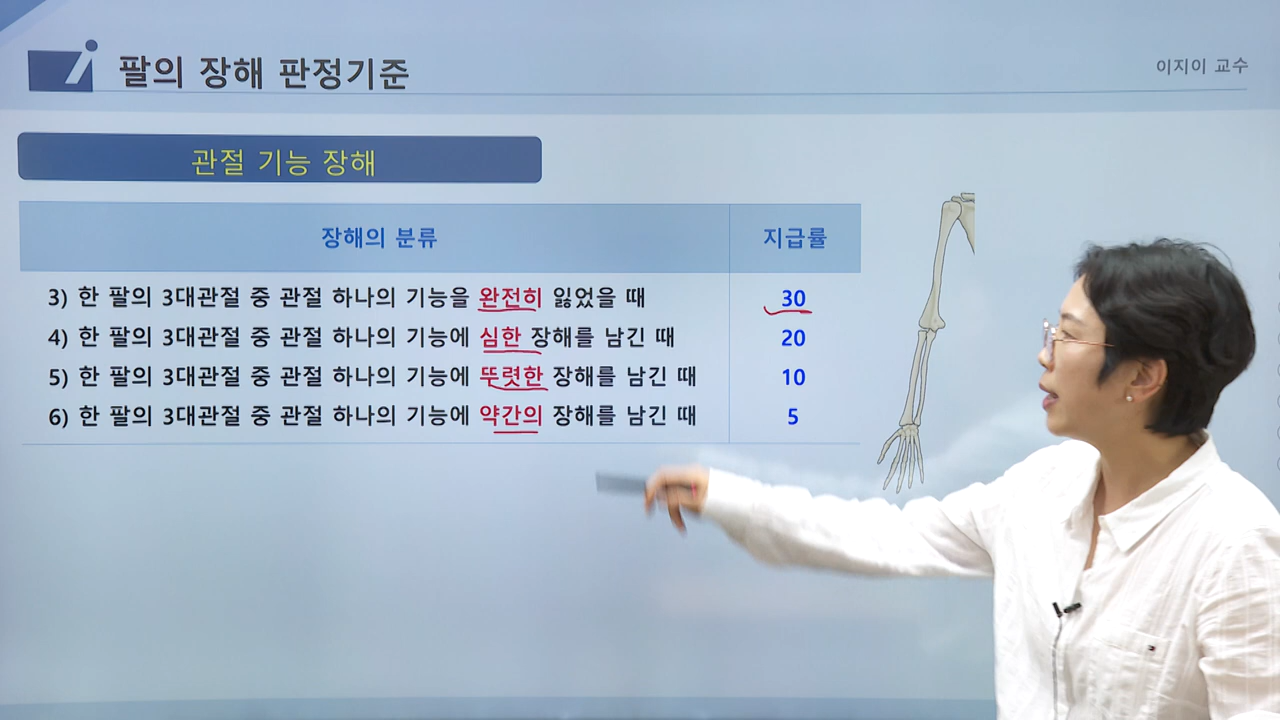 팔의 장해 판정기준
이지이 교수
관절 기능 장해
장해의 분류 지급률
3) 한 팔의 3대관절 중 관절 하나의 기능을 완전히 잃었을 때 30
4) 한 팔의 3대관절 중 관절 하나의 기능에 심한 장해를 남긴 때 20
5) 한 팔의 3대관절 중 관절 하나의 기능에 뚜렷한 장해를 남긴 때 10
6) 한 팔의 3대관절 중 관절 하나의 기능에 약간의 장해를 남긴 때 5